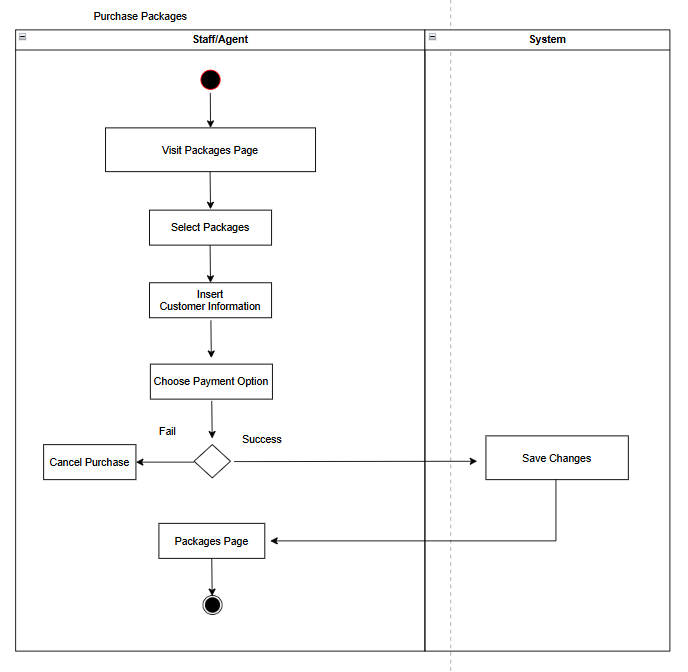 Purchase Packages
Staff/Agent
System
Visit Packages Page
Select Packages
Insert
Customer Information
Choose Payment Option
Fail
Success
Cancel Purchase
Save Changes
Packages Page